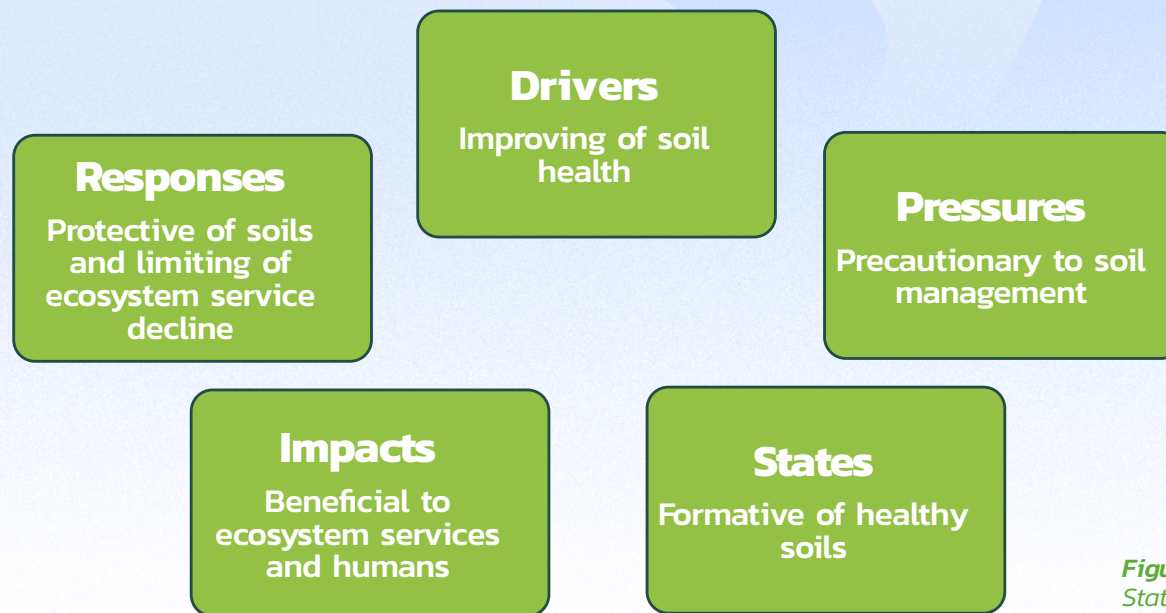 Drivers
Improving of soil
health
Responses
Protective of soils
and limiting of
ecosystem service
decline
Pressures
Precautionary to soil
management
Impacts
Beneficial to
ecosystem services
and humans
States
Formative of healthy
soils